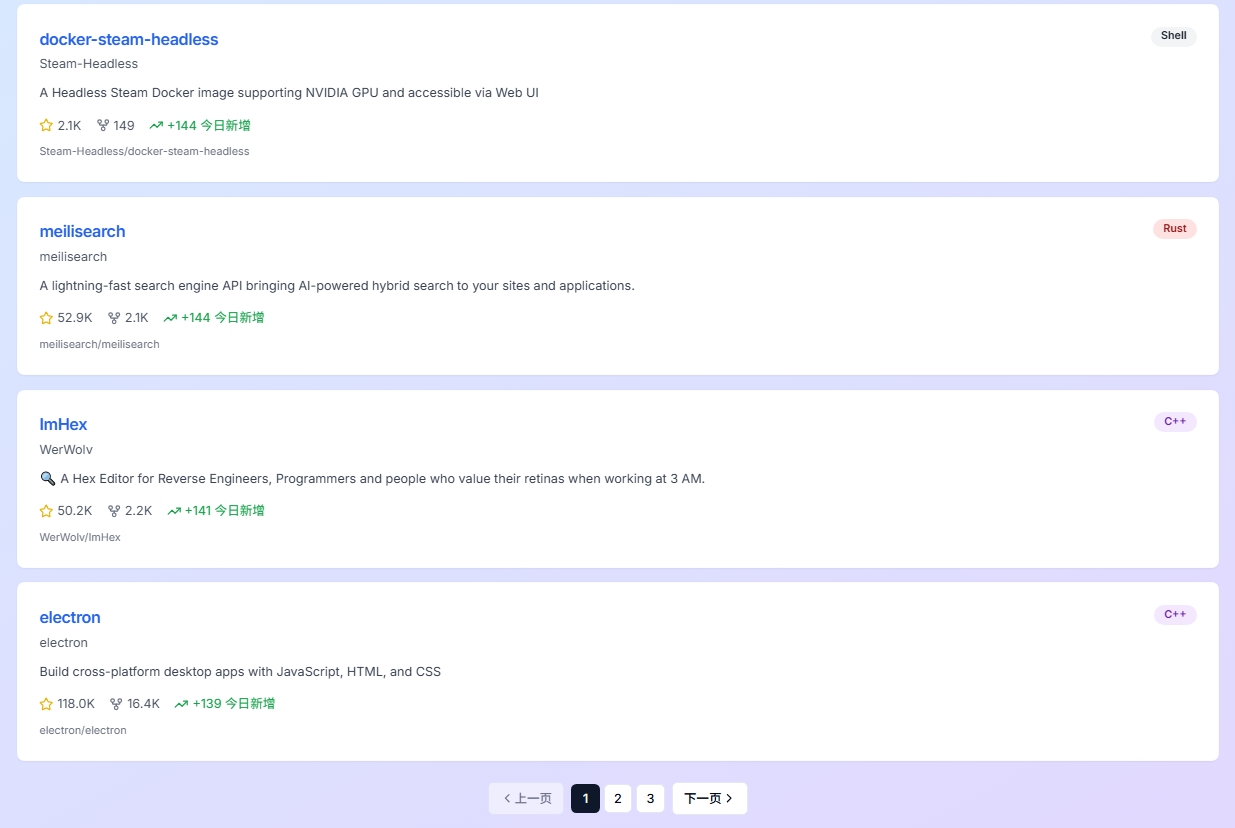 docker-steam-headless
Shell
Steam-Headless
A Headless Steam Docker image supporting NVIDIA GPU and accessible via Web UI
2.1K 149 +144 今日新增
Steam-Headless/docker-steam-headless
meilisearch
Rust
meilisearch
A lightning-fast search engine API bringing AI-powered hybrid search to your sites and applications.
52.9K 2.1K +144 今日新增
meilisearch/meilisearch
ImHex
C++
WerWolv
🔍 A Hex Editor for Reverse Engineers, Programmers and people who value their retinas when working at 3 AM.
50.2K 2.2K +141 今日新增
WerWolv/ImHex
electron
C++
electron
Build cross-platform desktop apps with JavaScript, HTML, and CSS
118.0K 16.4K +139 今日新增
electron/electron
上一页 1 2 3 下一页